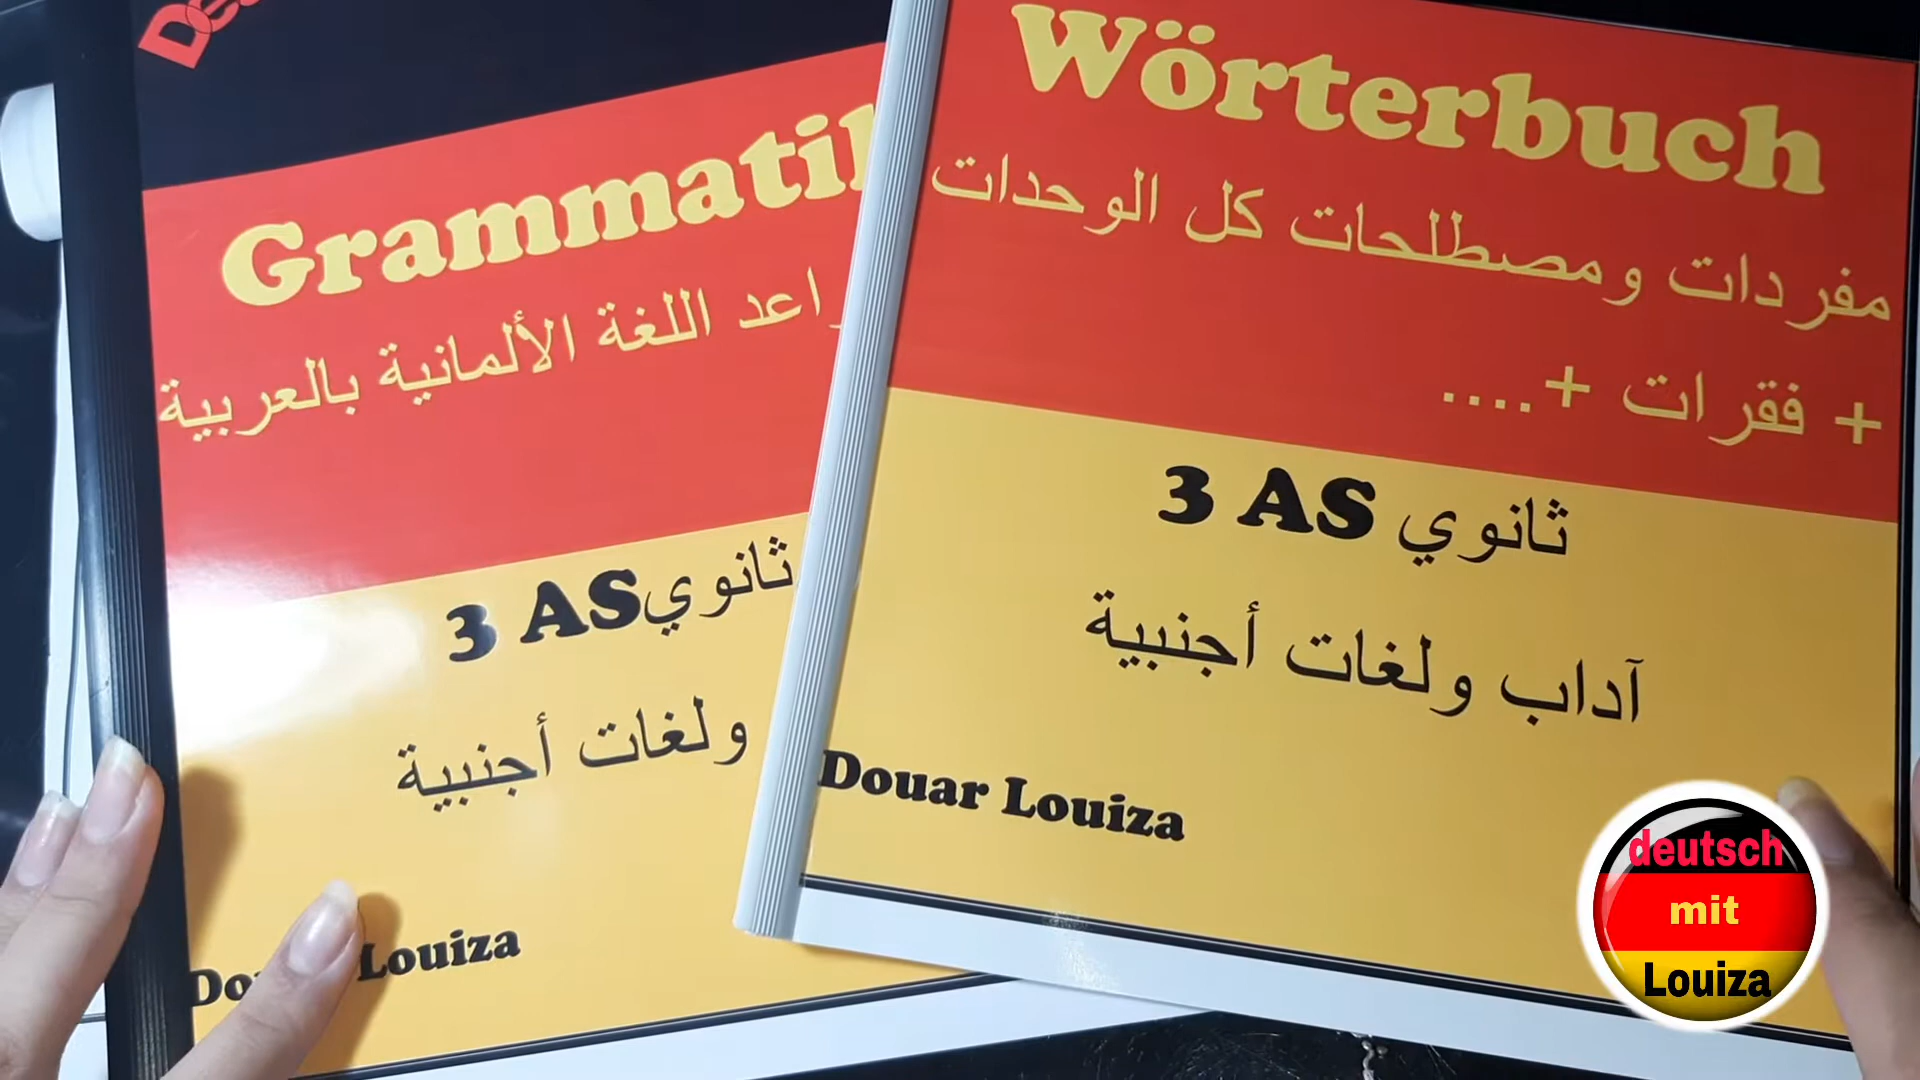 Grammatik
اللغة الألمانية بالعربية
3 AS ثانوي
ولغات أجنبية
Louiza
Wörterbuch
مفردات ومصطلحات كل الوحدات
+ فقرات +....
3 AS ثانوي
آداب ولغات أجنبية
Douar Louiza
deutsch
mit
Louiza